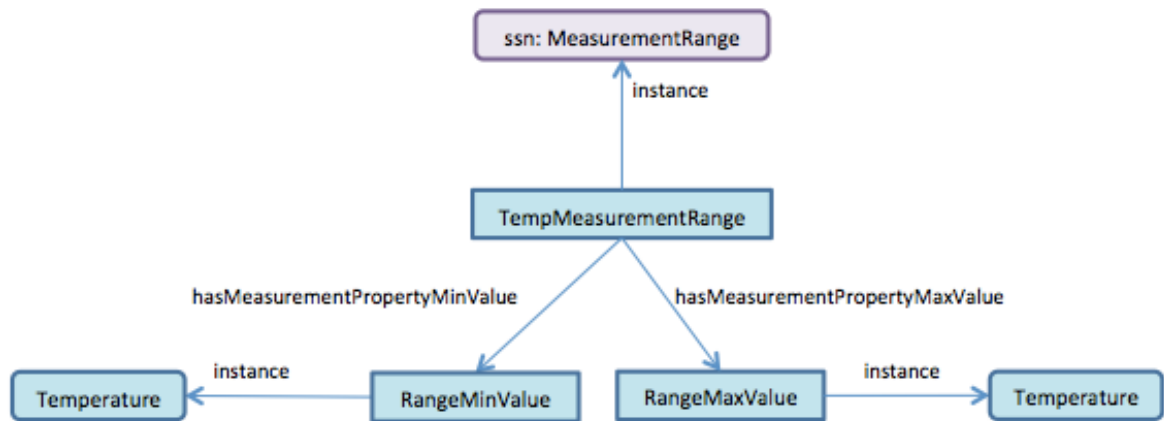 ssn: MeasurementRange
instance
TempMeasurementRange
hasMeasurementPropertyMinValue
hasMeasurementPropertyMaxValue
instance
instance
Temperature
RangeMinValue
RangeMaxValue
Temperature